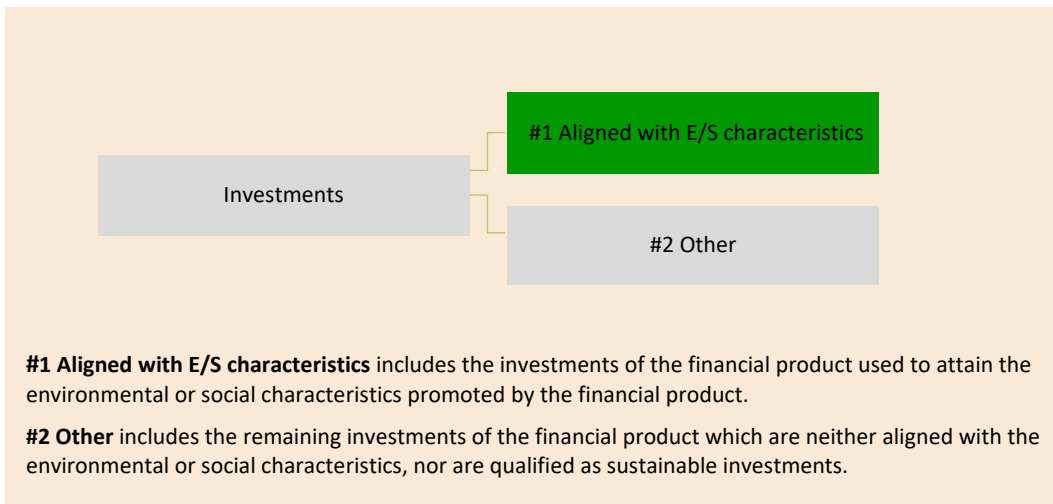 #1 Aligned with E/S characteristics
Investments
#2 Other
#1 Aligned with E/S characteristics includes the investments of the financial product used to attain the
environmental or social characteristics promoted by the financial product.
#2 Other includes the remaining investments of the financial product which are neither aligned with the
environmental or social characteristics, nor are qualified as sustainable investments.